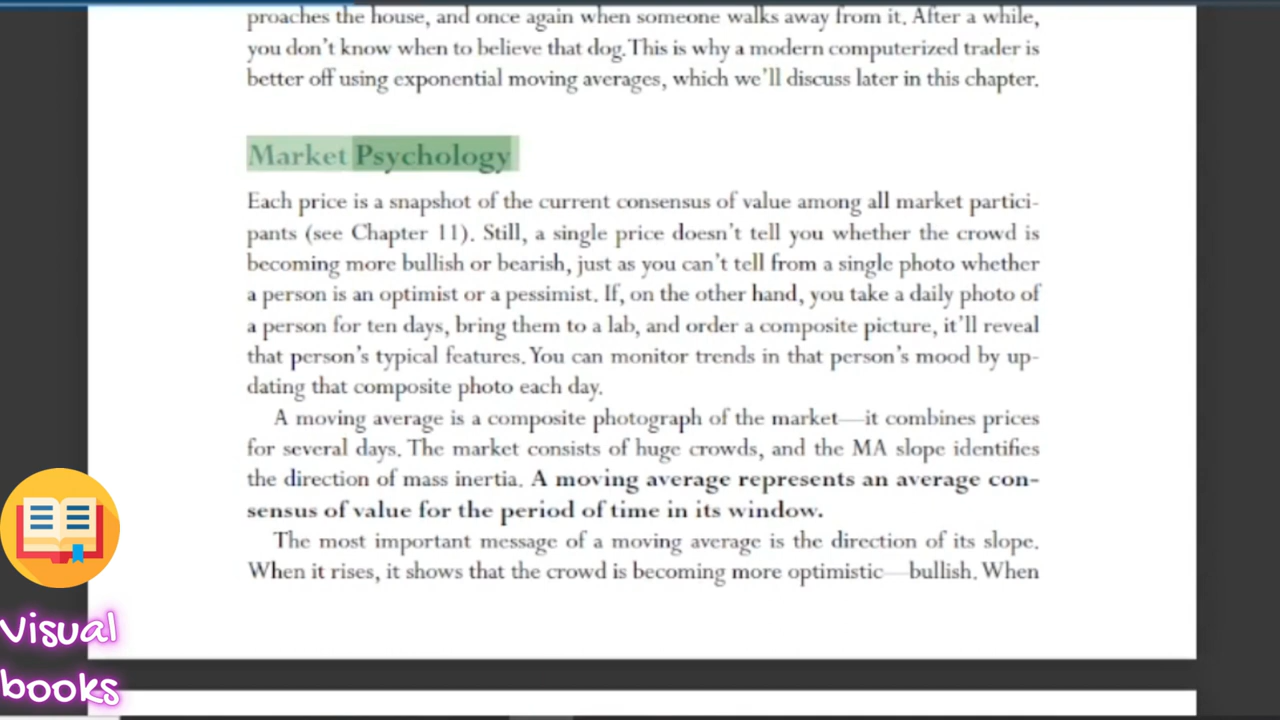 proaches the house, and once again when someone walks away from it. After a while,
you don't know when to believe that dog. This is why a modern computerized trader is
better off using exponential moving averages, which we'll discuss later in this chapter.
Market Psychology
Each price is a snapshot of the current consensus of value among all market partici-
pants (see Chapter 11). Still, a single price doesn't tell you whether the crowd is
becoming more bullish or bearish, just as you can't tell from a single photo whether
a person is an optimist or a pessimist. If, on the other hand, you take a daily photo of
a person for ten days, bring them to a lab, and order a composite picture, it'll reveal
that person's typical features. You can monitor trends in that person's mood by up-
dating that composite photo each day.
A moving average is a composite photograph of the market—it combines prices
for several days. The market consists of huge crowds, and the MA slope identifies
the direction of mass inertia. A moving average represents an average con-
sensus of value for the period of time in its window.
The most important message of a moving average is the direction of its slope.
When it rises, it shows that the crowd is becoming more optimistic—bullish. When
Visual
books